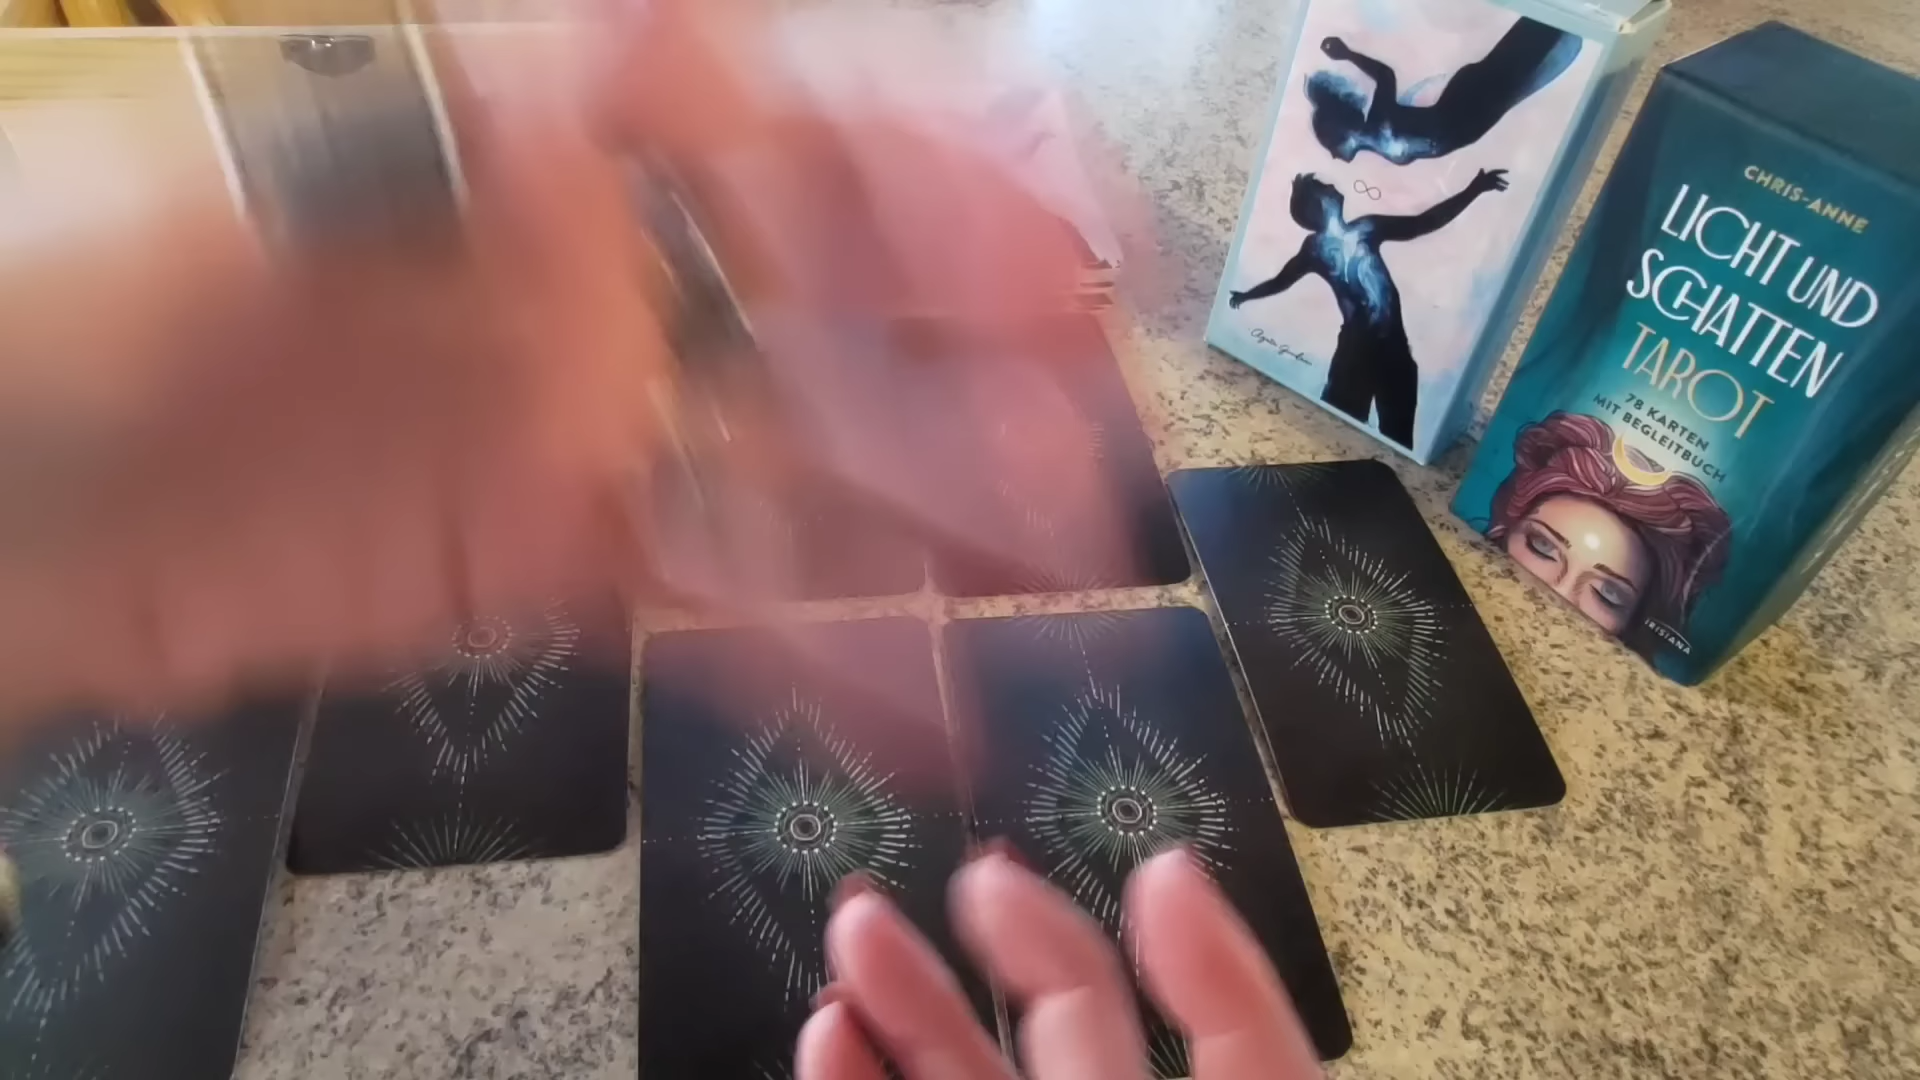 CHRIS-ANNE
LICHT UND
SCHATTEN
TAROT
78 KARTEN
MIT BEGLEITBUCH
IRISIANA